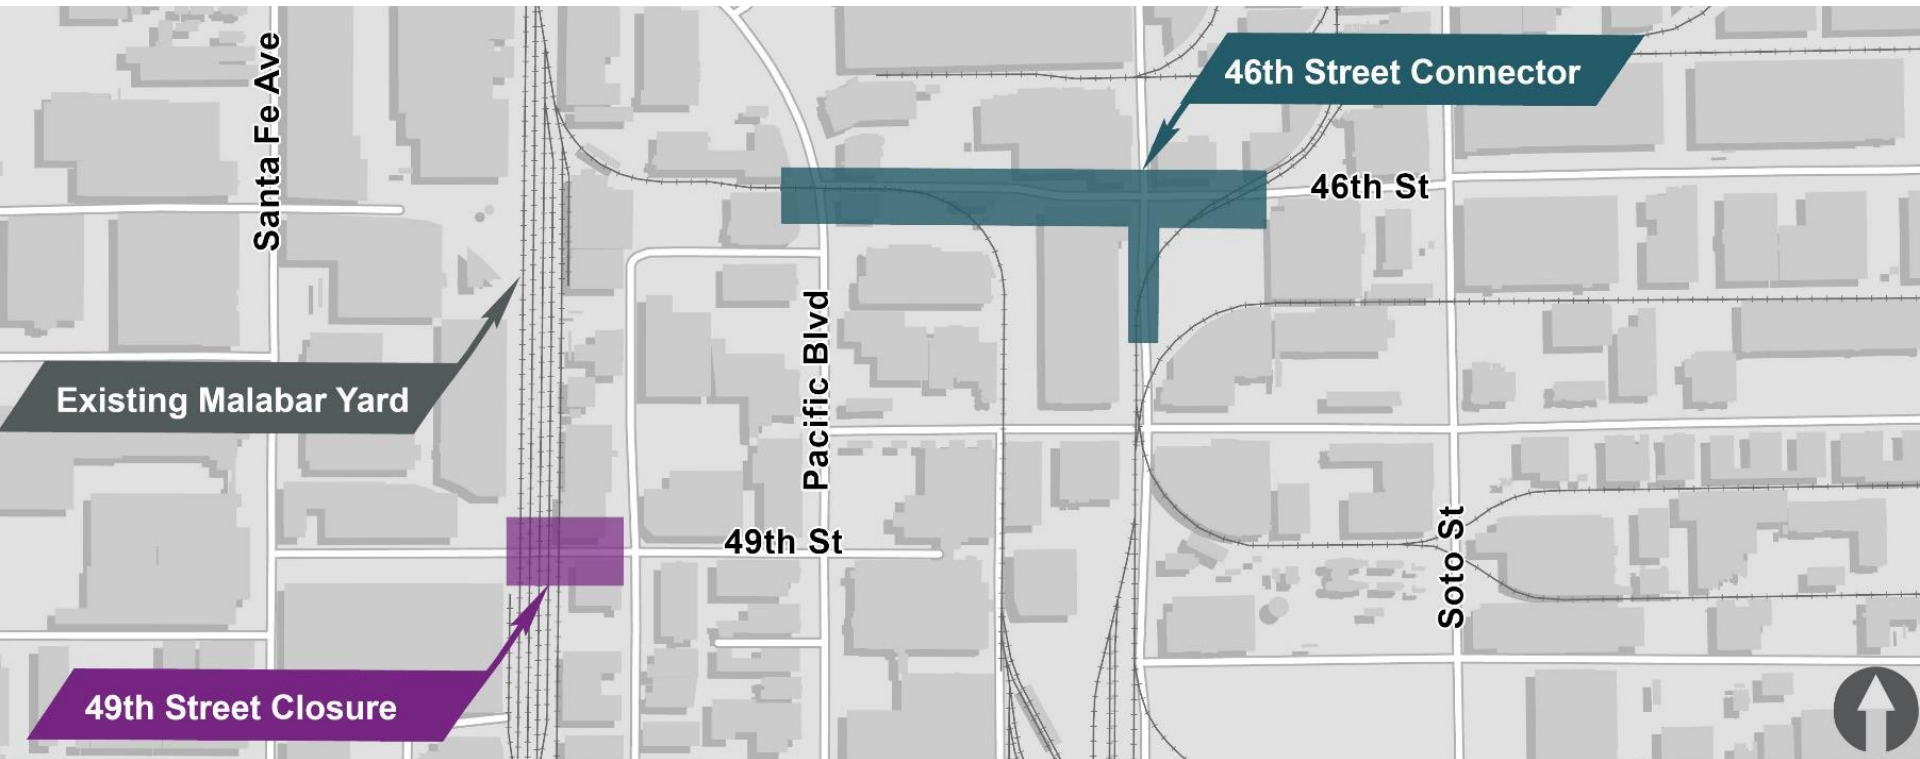 Santa Fe Ave
46th Street Connector
46th St
Existing Malabar Yard
Pacific Blvd
49th St
Soto St
49th Street Closure